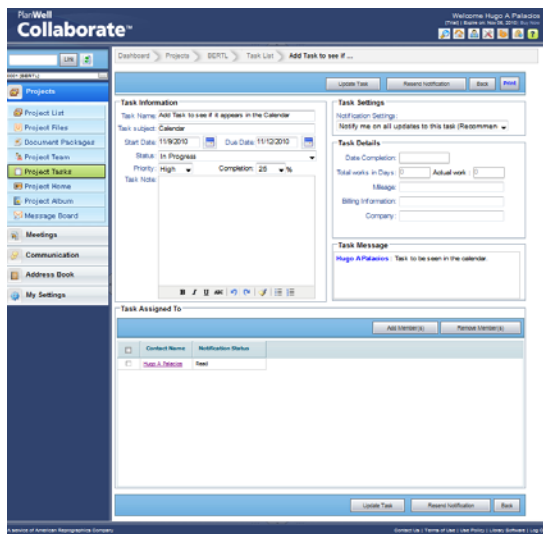 PlanWell
Collaborate™
Welcome Hugo A Palacios
Link
Dashboard Projects BERTL Task List Add Task to see if ....
Projects
Update Task Resend Notification Back Print
Project List
Project Files
Document Packages
Project Team
Project Tasks
Project Home
Project Album
Message Board
Meetings
Communication
Address Book
My Settings
Task Information
Task Name: Add Task to see if it appears in the Calendar
Task subject: Calendar
Start Date: 11/9/2010 Due Date: 11/12/2010
Status: In Progress
Priority: High Completion: 25 %
Task Note:
B I U ABC
Task Settings
Notification Settings:
Notify me on all updates to this task (Recommen
Task Details
Date Completion:
Total works in Days: 0 Actual work : 0
Mileage:
Billing Information:
Company:
Task Message
Hugo A Palacios : Task to be seen in the calendar.
Task Assigned To
Add Member(s) Remove Member(s)
Contact Name Notification Status
Hugo A Palacios Read
Update Task Resend Notification Back
A service of American Reprographics Company
Contact Us | Terms of Use | Use Policy | Library Software | Log O